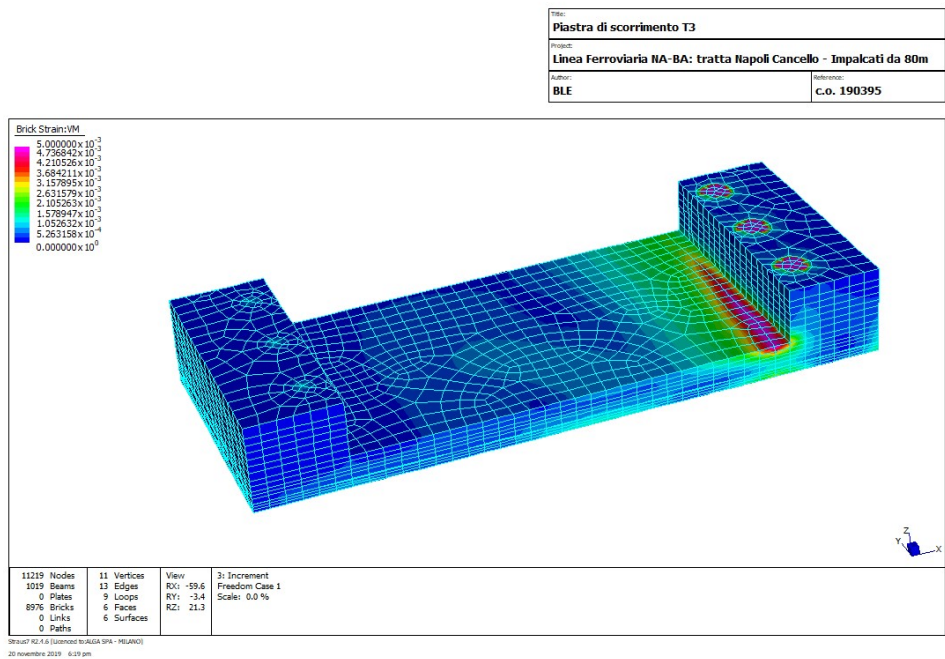 Title:
Piastra di scorrimento T3
Project:
Linea Ferroviaria NA-BA: tratta Napoli Cancello - Impalcati da 80m
Author:
BLE
Reference:
c.o. 190395
Brick Strain:VM
5.000000x10-3
4.736842x10-3
4.210526x10-3
3.684211x10-3
3.157895x10-3
2.631579x10-3
2.105263x10-3
1.578947x10-3
1.052632x10-3
5.263158x10-4
0.000000x100
Z
Y
X
11219 Nodes
1019 Beams
0 Plates
8976 Bricks
0 Links
0 Paths
11 Vertices
13 Edges
9 Loops
6 Faces
6 Surfaces
View
RX: -59.6
RY: -3.4
RZ: 21.3
3: Increment
Freedom Case 1
Scale: 0.0 %
Straus7 R2.4.6 [Licenced to:ALGA SPA - MILANO]
20 novembre 2019 6:19 pm